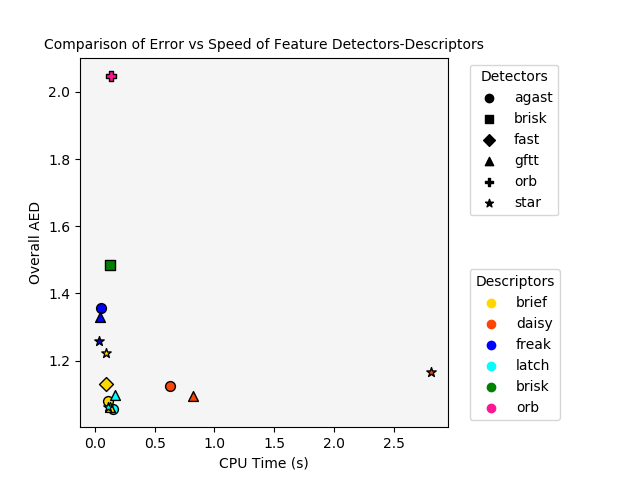 Comparison of Error vs Speed of Feature Detectors-Descriptors
2.0
1.8
1.6
1.4
1.2
Overall AED
0.0
0.5
1.0
1.5
2.0
2.5
CPU Time (s)
Detectors
agast
brisk
fast
gftt
orb
star
Descriptors
brief
daisy
freak
latch
brisk
orb